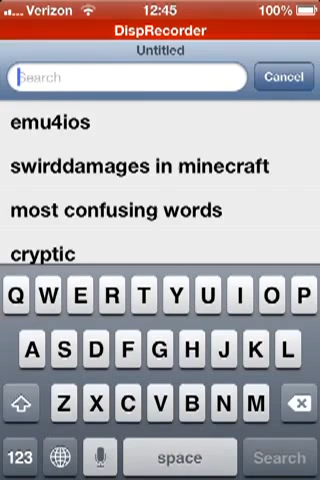 Verizon 12:45 100%
DispRecorder
Untitled
Search Cancel
emu4ios
swirddamages in minecraft
most confusing words
cryptic
Q W E R T Y U I O P
A S D F G H J K L
Z X C V B N M
123 space Search